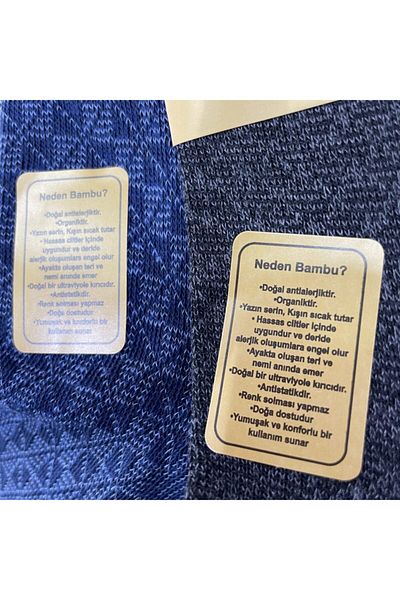 Neden Bambu?
•Doğal antialerjiktir.
•Organiktir.
•Yazın serin, Kışın sıcak tutar
• Hassas ciltler içinde
uygundur ve deride
alerjik oluşumlara engel olur
• Ayakta oluşan teri ve
nemi anında emer
•Doğal bir ultraviyole kırıcıdır.
•Antistatikdir.
•Renk solması yapmaz
• Doğa dostudur
•Yumuşak ve konforlu bir
kullanım sunar
Neden Bambu?
•Doğal antialerjiktir.
•Organiktir.
•Yazın serin, Kışın sıcak tutar
• Hassas ciltler İçinde
uygundur ve deride
alerjik oluşumlara engel olur
• Ayakta oluşan teri ve
nemi anında emer
•Doğal bir ultraviyole kırıcıdır.
•Antistatikdir.
•Renk solması yapmaz
• Doğa dostudur
•Yumuşak ve konforlu bir
kullanım sunar